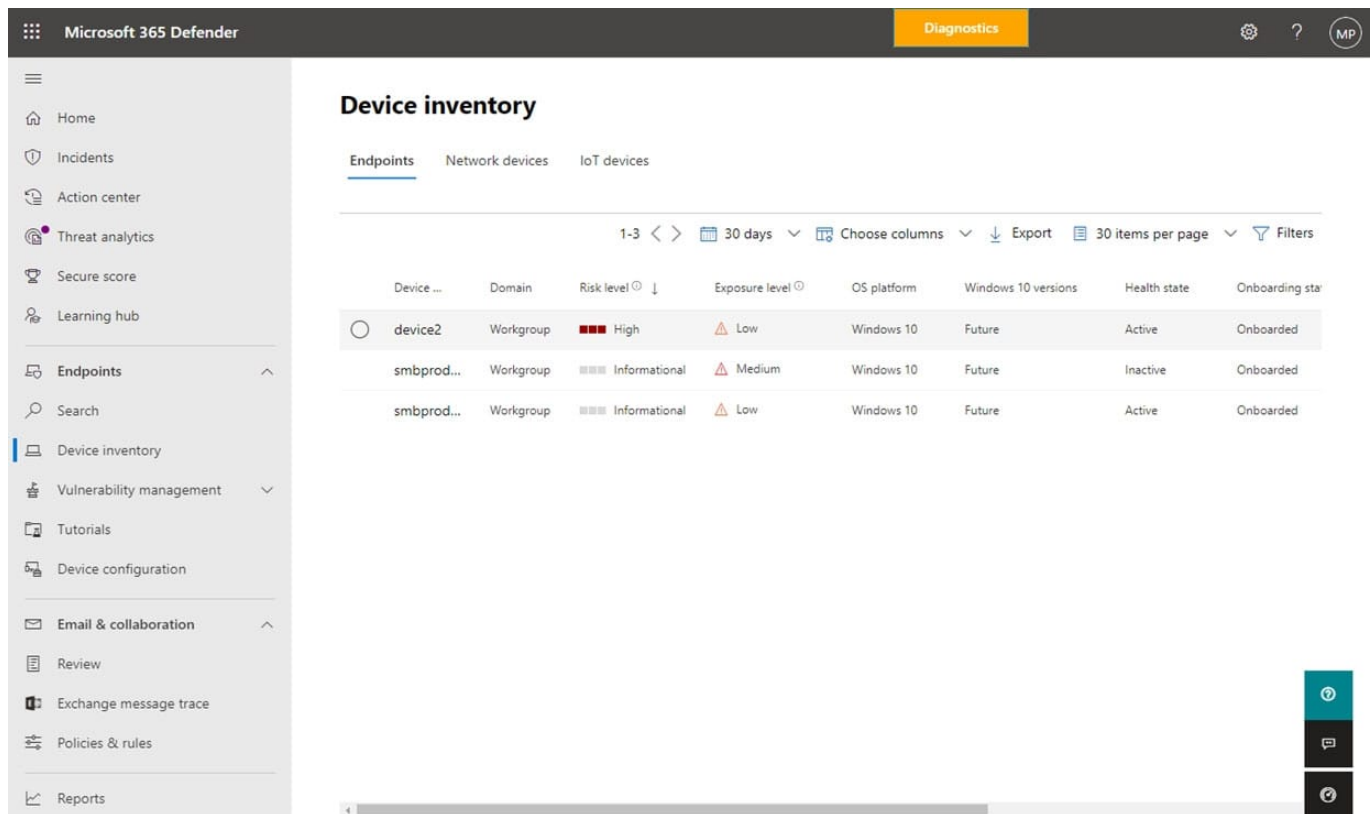 Microsoft 365 Defender
Diagnostics
?
MP
Home
Incidents
Action center
Threat analytics
Secure score
Learning hub
Endpoints
Search
Device inventory
Vulnerability management
Tutorials
Device configuration
Email & collaboration
Review
Exchange message trace
Policies & rules
Reports
Device inventory
Endpoints Network devices IoT devices
1-3 < > 30 days Choose columns Export 30 items per page Filters
Device ... Domain Risk level ↓ Exposure level OS platform Windows 10 versions Health state Onboarding sta
device2 Workgroup High Low Windows 10 Future Active Onboarded
smbprod... Workgroup Informational Medium Windows 10 Future Inactive Onboarded
smbprod... Workgroup Informational Low Windows 10 Future Active Onboarded